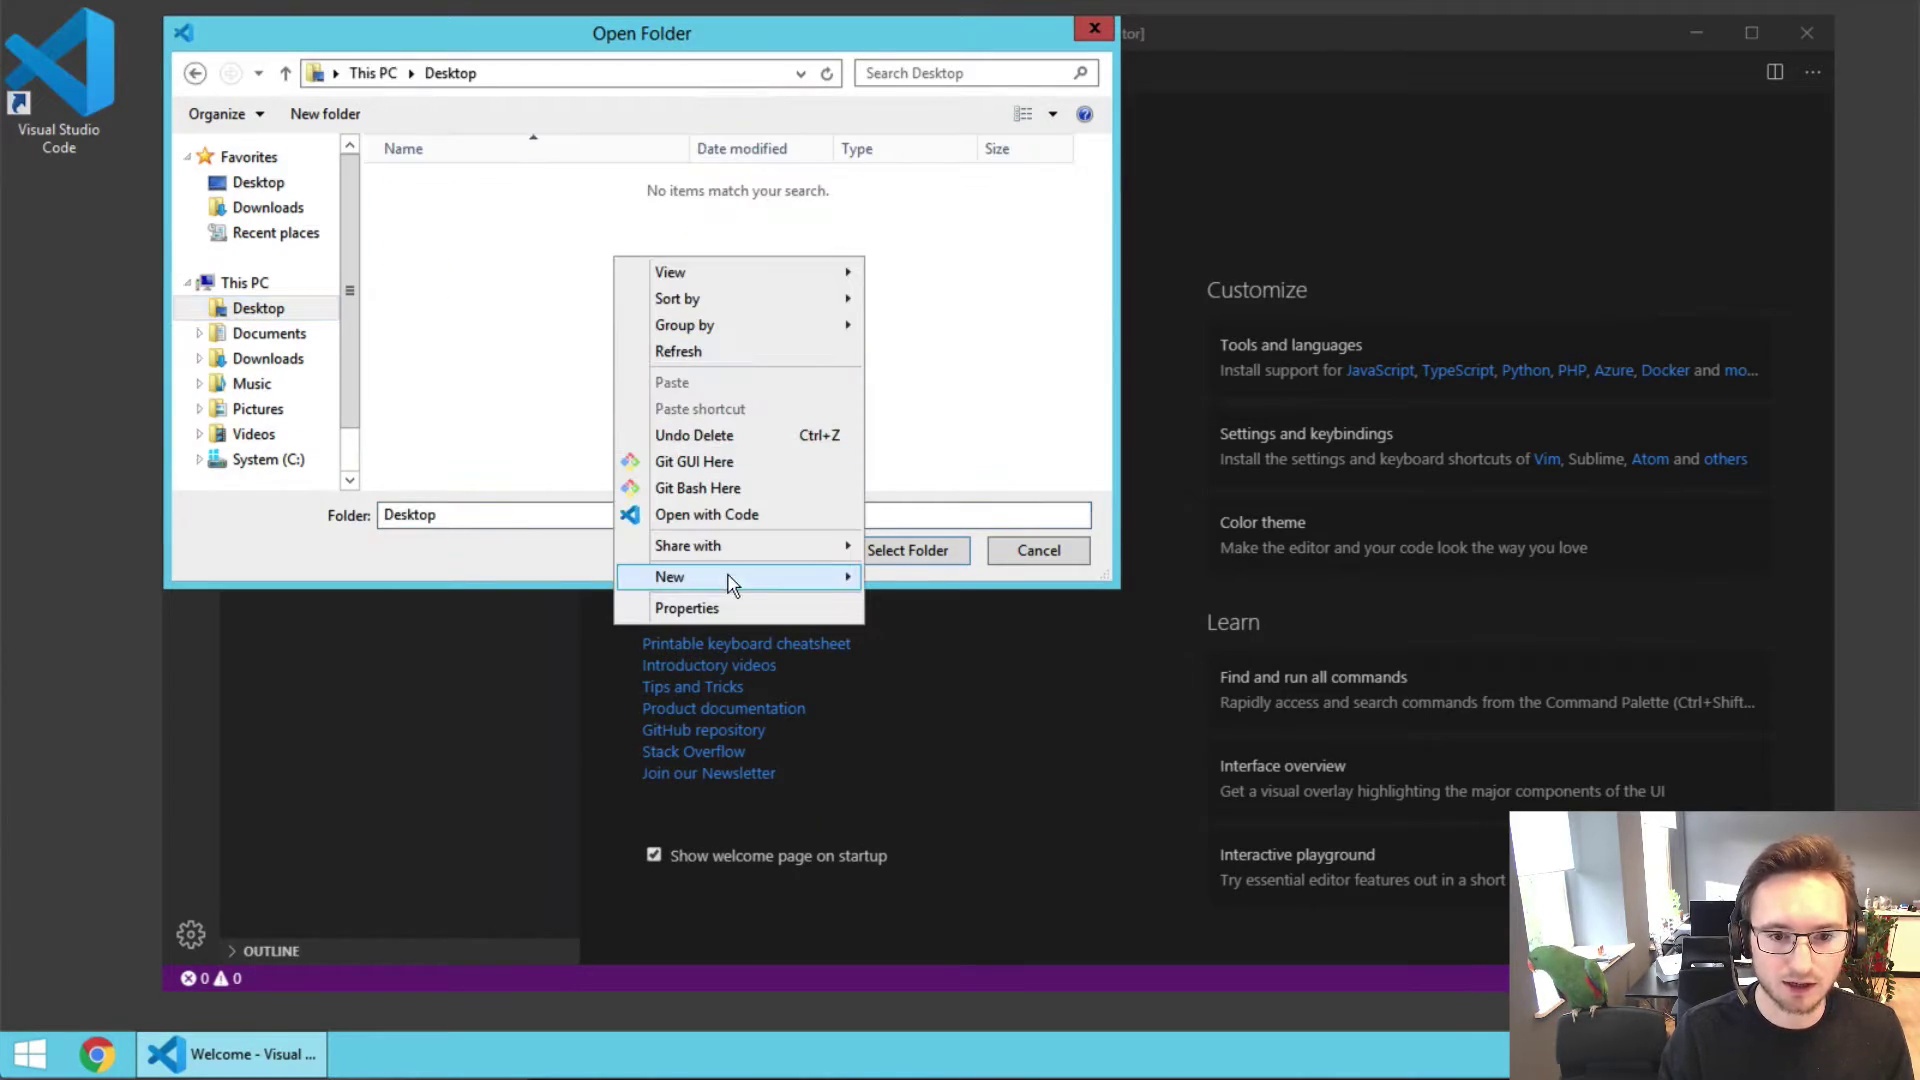 Visual Studio
Code
Open Folder
tor]
This PC
Desktop
Search Desktop
Organize
New folder
Name
Date modified
Type
Size
No items match your search.
Favorites
Desktop
Downloads
Recent places
This PC
Desktop
Documents
Downloads
Music
Pictures
Videos
System (C:)
View
Sort by
Group by
Refresh
Paste
Paste shortcut
Undo Delete Ctrl+Z
Git GUI Here
Git Bash Here
Open with Code
Share with
New
Properties
Folder: Desktop
Select Folder
Cancel
Printable keyboard cheatsheet
Introductory videos
Tips and Tricks
Product documentation
GitHub repository
Stack Overflow
Join our Newsletter
Show welcome page on startup
Customize
Tools and languages
Install support for JavaScript, TypeScript, Python, PHP, Azure, Docker and mo...
Settings and keybindings
Install the settings and keyboard shortcuts of Vim, Sublime, Atom and others
Color theme
Make the editor and your code look the way you love
Learn
Find and run all commands
Rapidly access and search commands from the Command Palette (Ctrl+Shift...
Interface overview
Get a visual overlay highlighting the major components of the UI
Interactive playground
Try essential editor features out in a short
OUTLINE
0 0
Welcome - Visual ...